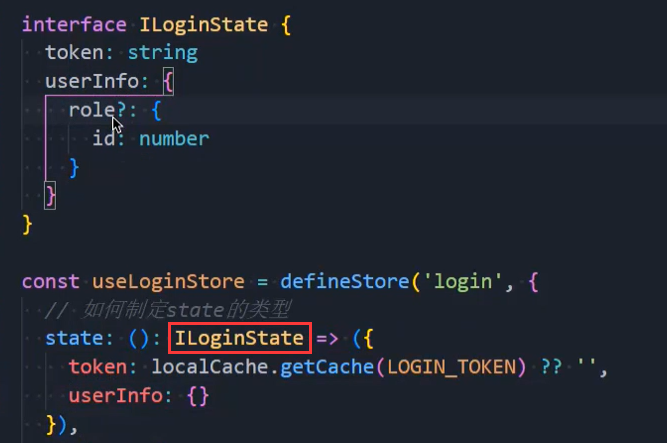 interface ILoginState {
token: string
userInfo: {
role?: {
id: number
}
}
}
const useLoginStore = defineStore('login', {
// 如何制定state的类型
state: (): ILoginState => ({
token: localCache.getCache(LOGIN_TOKEN) ?? '',
userInfo: {}
}),